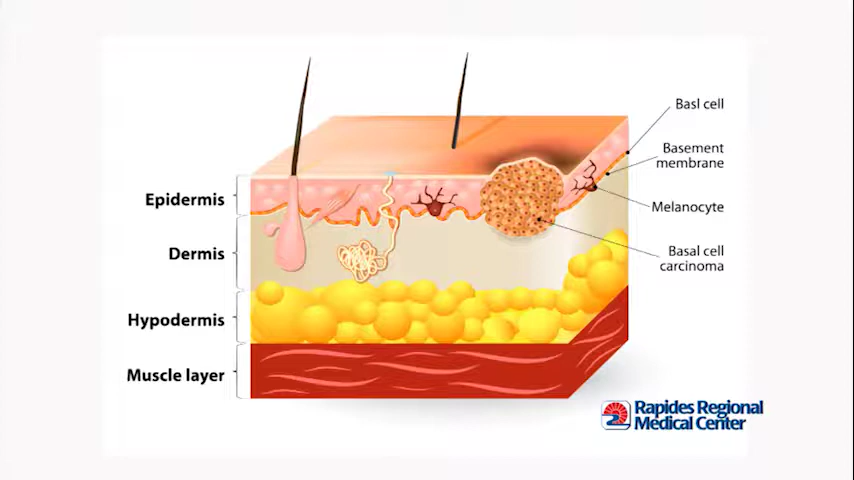 Epidermis
Dermis
Hypodermis
Muscle layer
Basl cell
Basement
membrane
Melanocyte
Basal cell
carcinoma
Rapides Regional
Medical Center